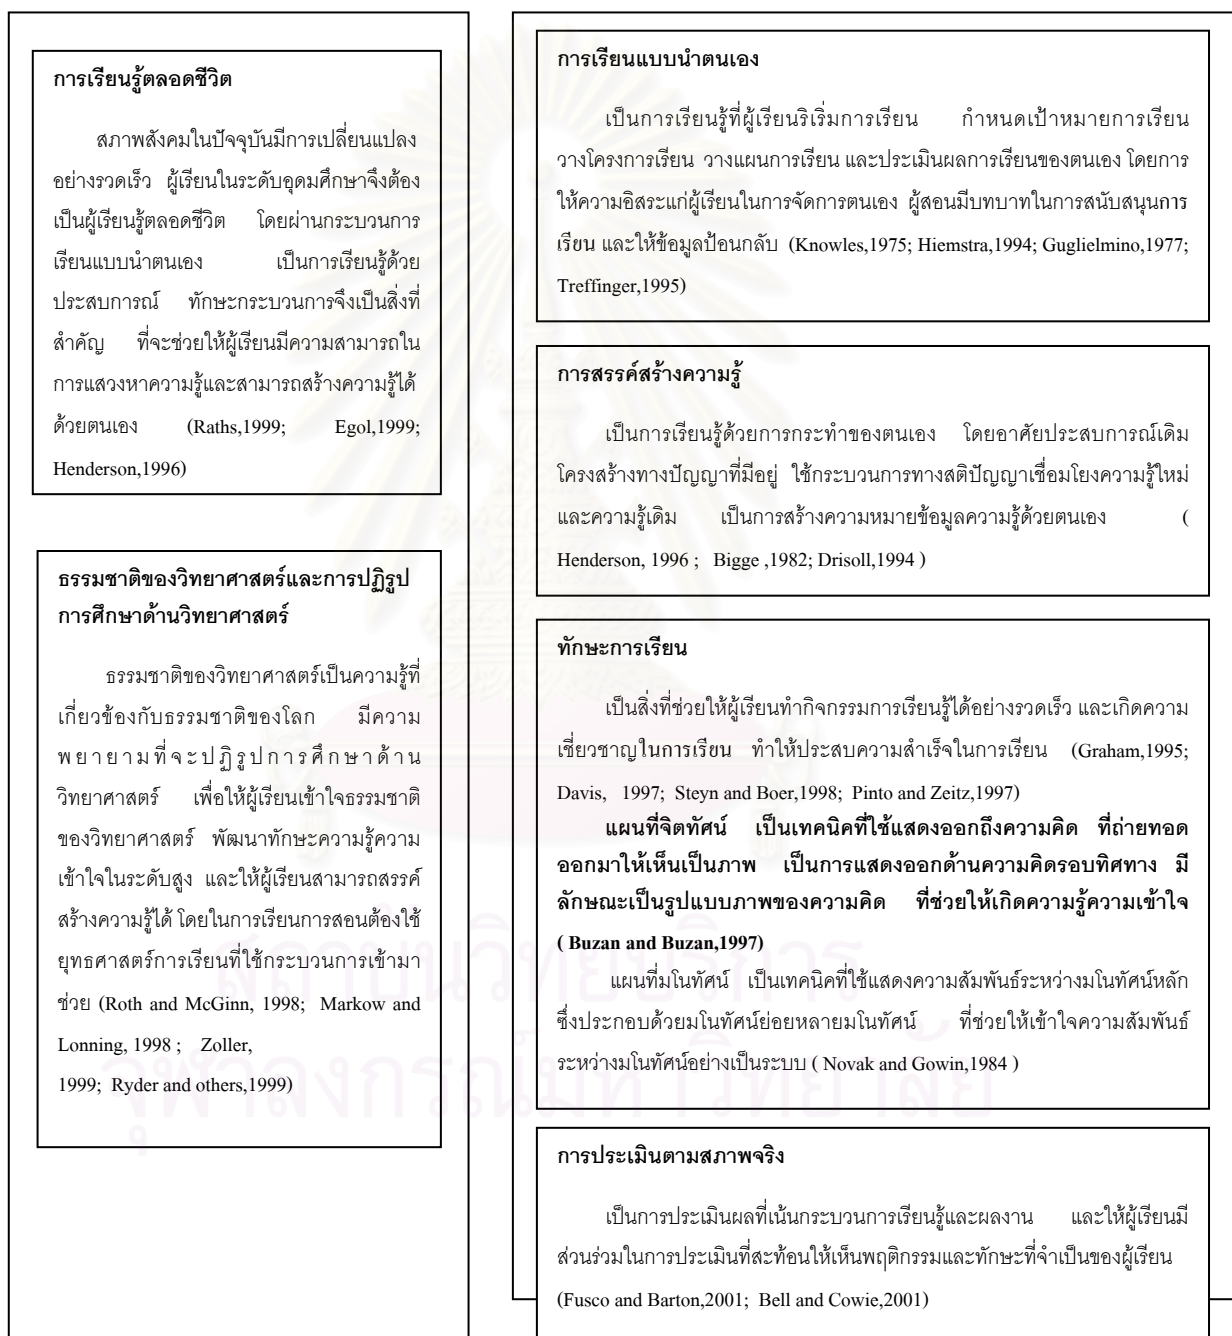 การเรียนรู้ตลอดชีวิต
สภาพสังคมในปัจจุบันมีการเปลี่ยนแปลง
อย่างรวดเร็ว ผู้เรียนในระดับอุดมศึกษาจึงต้อง
เป็นผู้เรียนรู้ตลอดชีวิต โดยผ่านกระบวนการ
เรียนแบบนำตนเอง เป็นการเรียนรู้ด้วย
ประสบการณ์ ทักษะกระบวนการจึงเป็นสิ่งที่
สำคัญ ที่จะช่วยให้ผู้เรียนมีความสามารถใน
การแสวงหาความรู้และสามารถสร้างความรู้ได้
ด้วยตนเอง (Raths,1999; Egol,1999;
Henderson,1996)
ธรรมชาติของวิทยาศาสตร์และการปฏิรูป
การศึกษาด้านวิทยาศาสตร์
ธรรมชาติของวิทยาศาสตร์เป็นความรู้ที่
เกี่ยวข้องกับธรรมชาติของโลก มีความ
พยายามที่จะปฏิรูปการศึกษาด้าน
วิทยาศาสตร์ เพื่อให้ผู้เรียนเข้าใจธรรมชาติ
ของวิทยาศาสตร์ พัฒนาทักษะความรู้ความ
เข้าใจในระดับสูง และให้ผู้เรียนสามารถสรรค์
สร้างความรู้ได้ โดยในการเรียนการสอนต้องใช้
ยุทธศาสตร์การเรียนที่ใช้กระบวนการเข้ามา
ช่วย (Roth and McGinn, 1998; Markow and
Lonning, 1998 ; Zoller,
1999; Ryder and others,1999)
การเรียนแบบนำตนเอง
เป็นการเรียนรู้ที่ผู้เรียนริเริ่มการเรียน กำหนดเป้าหมายการเรียน
วางโครงการเรียน วางแผนการเรียน และประเมินผลการเรียนของตนเอง โดยการ
ให้ความอิสระแก่ผู้เรียนในการจัดการตนเอง ผู้สอนมีบทบาทในการสนับสนุนการ
เรียน และให้ข้อมูลป้อนกลับ (Knowles,1975; Hiemstra,1994; Guglielmino,1977;
Treffinger,1995)
การสรรค์สร้างความรู้
เป็นการเรียนรู้ด้วยการกระทำของตนเอง โดยอาศัยประสบการณ์เดิม
โครงสร้างทางปัญญาที่มีอยู่ ใช้กระบวนการทางสติปัญญาเชื่อมโยงความรู้ใหม่
และความรู้เดิม เป็นการสร้างความหมายข้อมูลความรู้ด้วยตนเอง (
Henderson, 1996 ; Bigge ,1982; Drisoll,1994 )
ทักษะการเรียน
เป็นสิ่งที่ช่วยให้ผู้เรียนทำกิจกรรมการเรียนรู้ได้อย่างรวดเร็ว และเกิดความ
เชี่ยวชาญในการเรียน ทำให้ประสบความสำเร็จในการเรียน (Graham,1995;
Davis, 1997; Steyn and Boer,1998; Pinto and Zeitz,1997)
แผนที่จิตทัศน์ เป็นเทคนิคที่ใช้แสดงออกถึงความคิด ที่ถ่ายทอด
ออกมาให้เห็นเป็นภาพ เป็นการแสดงออกด้านความคิดรอบทิศทาง มี
ลักษณะเป็นรูปแบบภาพของความคิด ที่ช่วยให้เกิดความรู้ความเข้าใจ
( Buzan and Buzan,1997)
แผนที่มโนทัศน์ เป็นเทคนิคที่ใช้แสดงความสัมพันธ์ระหว่างมโนทัศน์หลัก
ซึ่งประกอบด้วยมโนทัศน์ย่อยหลายมโนทัศน์ ที่ช่วยให้เข้าใจความสัมพันธ์
ระหว่างมโนทัศน์อย่างเป็นระบบ ( Novak and Gowin,1984 )
การประเมินตามสภาพจริง
เป็นการประเมินผลที่เน้นกระบวนการเรียนรู้และผลงาน และให้ผู้เรียนมี
ส่วนร่วมในการประเมินที่สะท้อนให้เห็นพฤติกรรมและทักษะที่จำเป็นของผู้เรียน
(Fusco and Barton,2001; Bell and Cowie,2001)
สถาบันวิทยบริการ
จุฬาลงกรณ์มหาวิทยาลัย